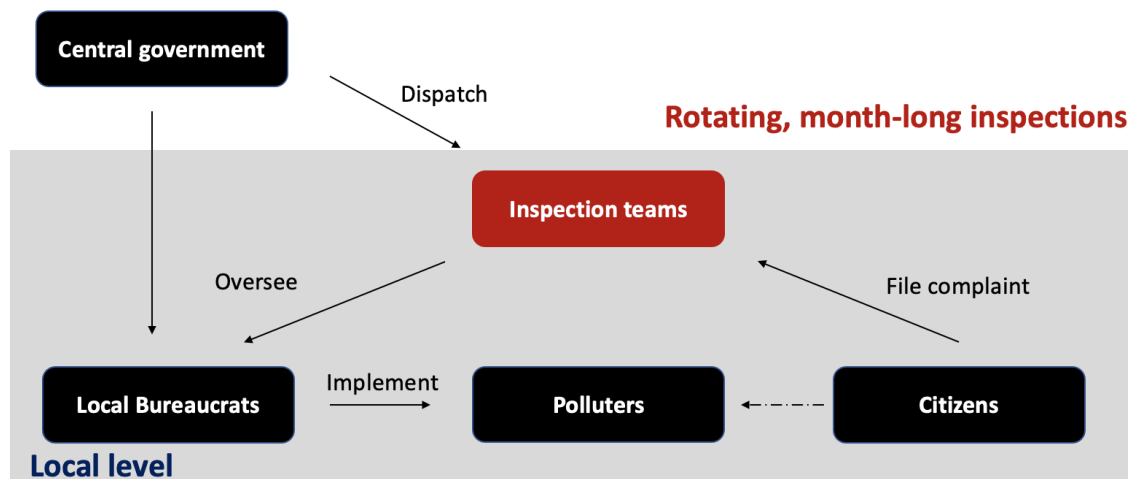 Central government
Dispatch
Rotating, month-long inspections
Inspection teams
Oversee
File complaint
Implement
Local Bureaucrats
Polluters
Citizens
Local level